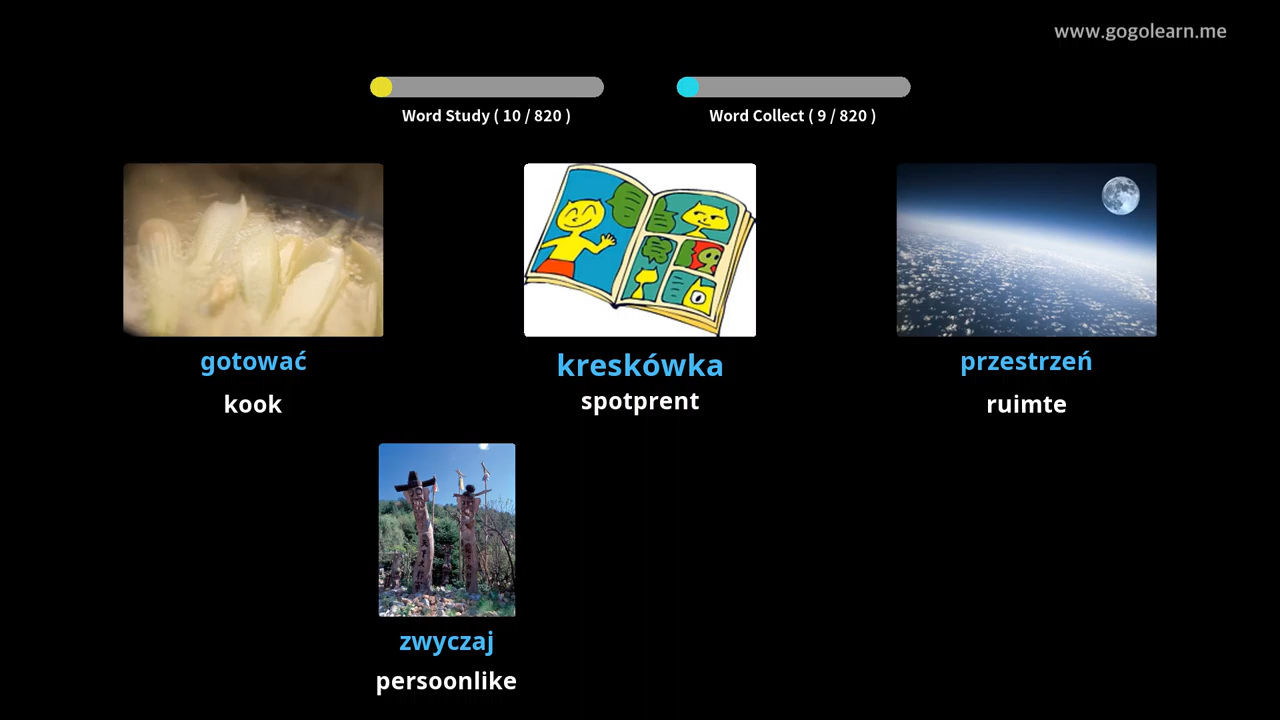 www.gogolearn.me
Word Study ( 10 / 820 )
Word Collect ( 9 / 820 )
gotować
kook
kreskówka
spotprent
przestrzeń
ruimte
zwyczaj
persoonlike